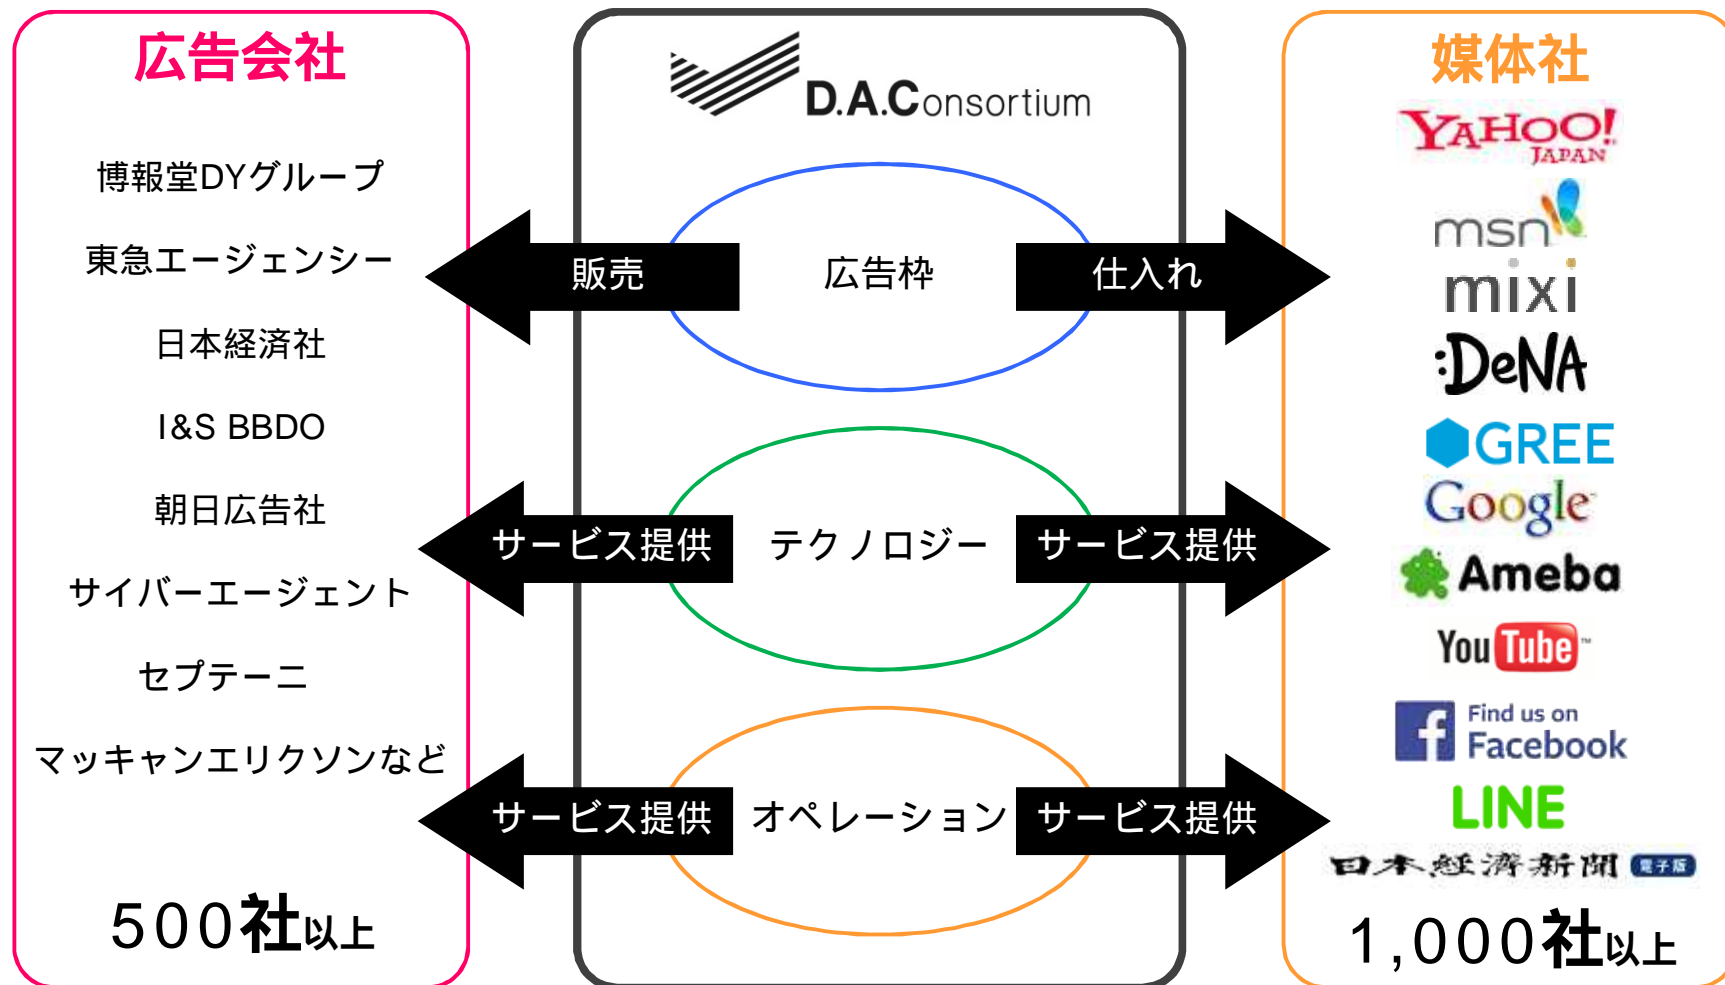 広告会社
博報堂DYグループ
東急エージェンシー
日本経済社
I&S BBDO
朝日広告社
サイバーエージェント
セプテーニ
マッキャンエリクソンなど
500社以上
D.A.Consortium
販売
広告枠
仕入れ
サービス提供
テクノロジー
サービス提供
サービス提供
オペレーション
サービス提供
媒体社
YAHOO!
JAPAN
msn
mixi
:DeNA
GREE
Google
Ameba
YouTube™
Find us on
Facebook
LINE
日本経済新聞 電子版
1,000社以上